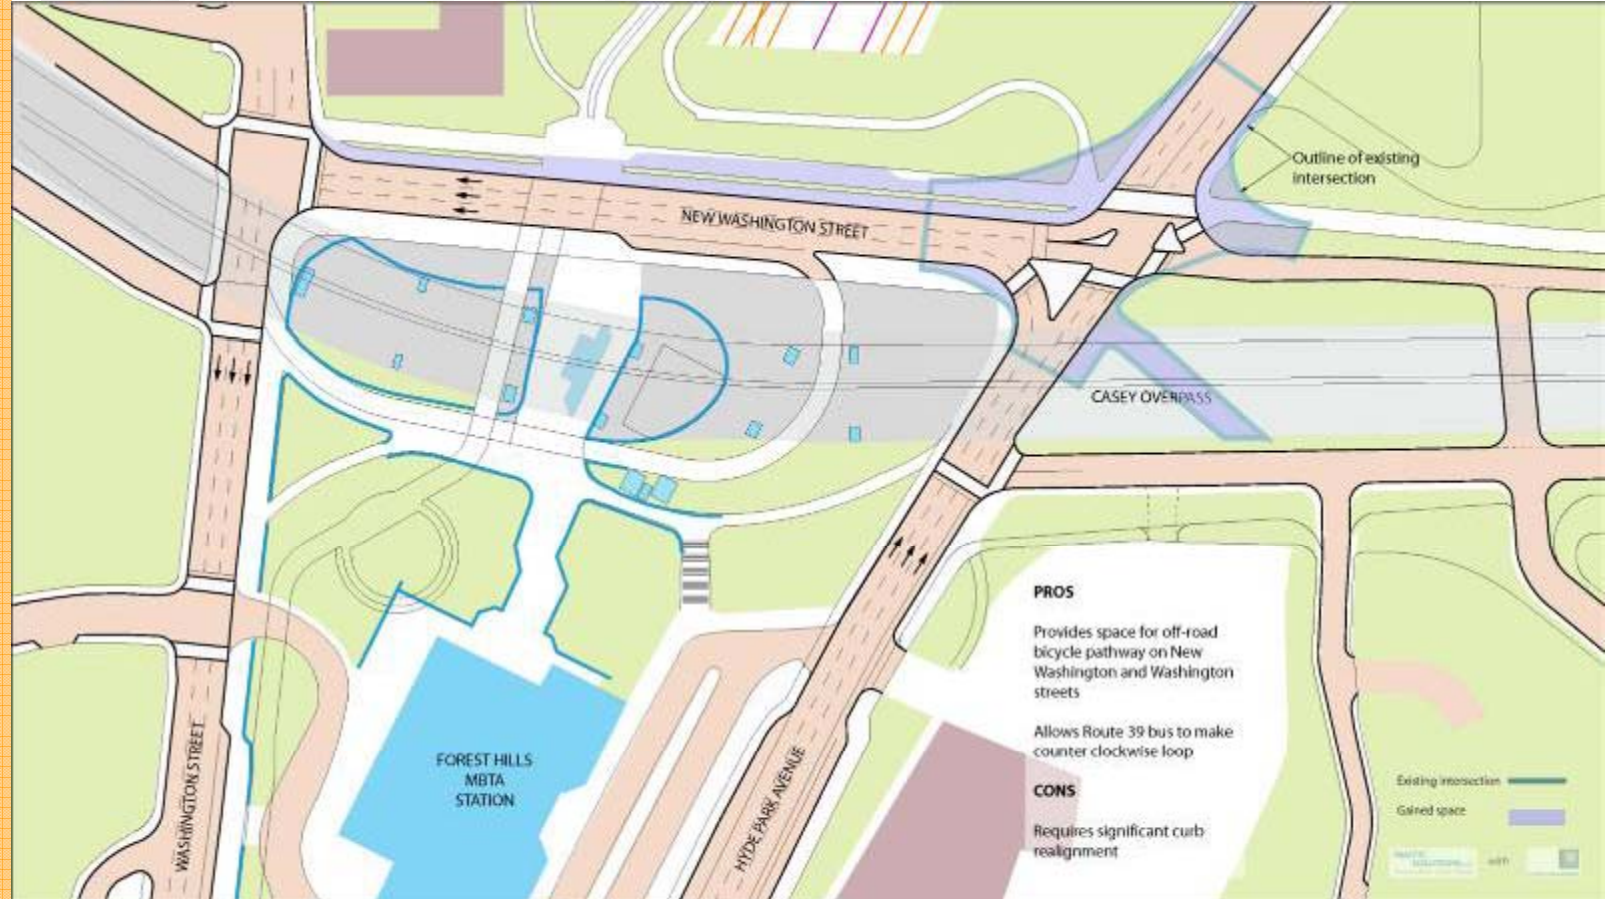 Outline of existing
intersection
NEW WASHINGTON STREET
CASEY OVERPASS
PROS
Provides space for off-road
bicycle pathway on New
Washington and Washington
streets
Allows Route 39 bus to make
counter clockwise loop
CONS
Requires significant curb
realignment
FOREST HILLS
MBTA
STATION
WASHINGTON STREET
HYDE PARK AVENUE
Existing intersection
Gained space
with